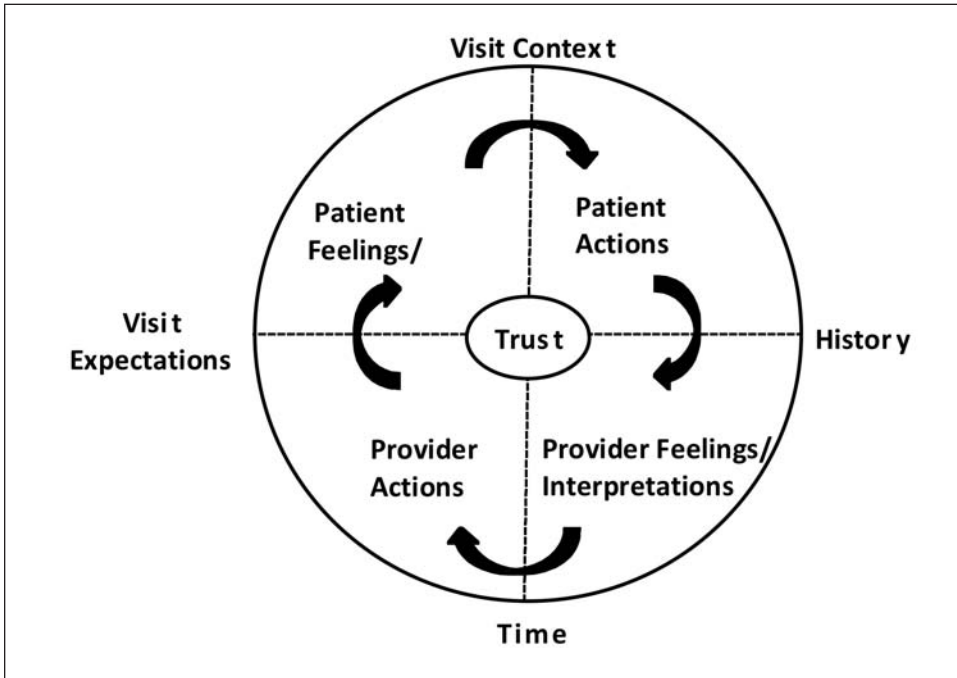 Visit Context
Patient
Feelings/
Patient
Actions
Visit
Expectations
Trust
History
Provider
Actions
Provider Feelings/
Interpretations
Time